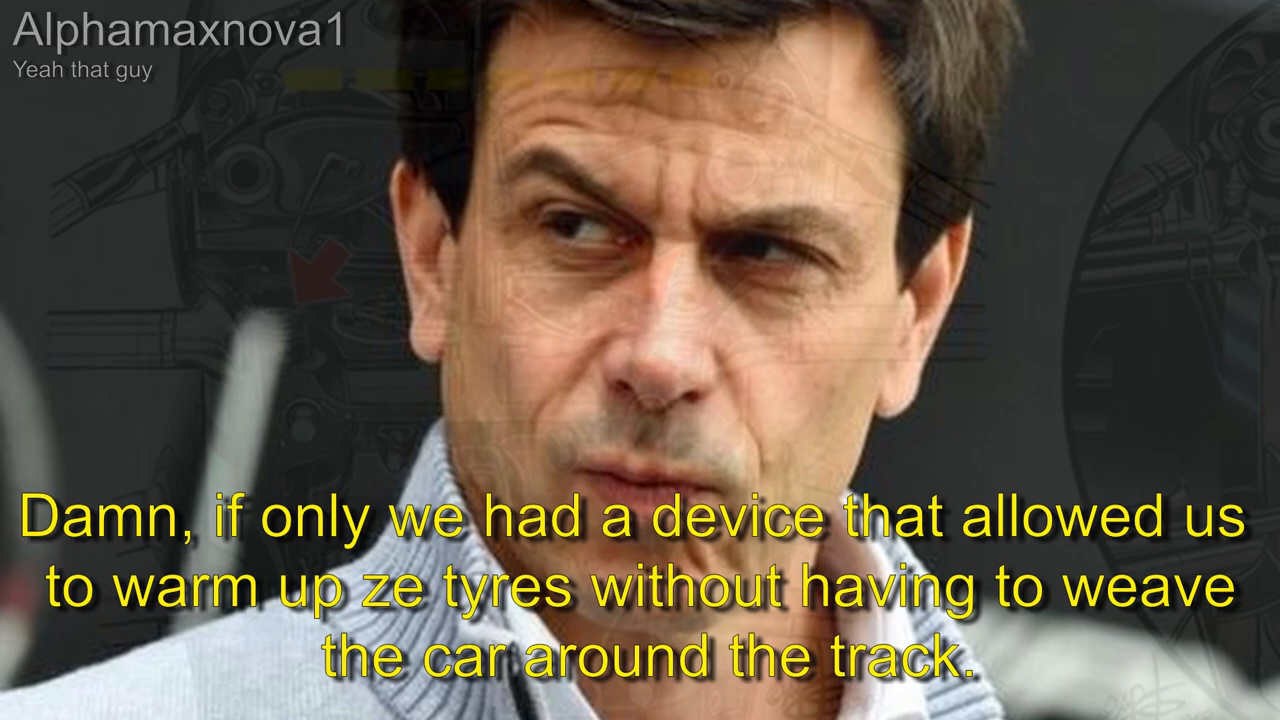 Alphamaxnova1
Yeah that guy
Damn, if only we had a device that allowed us
to warm up ze tyres without having to weave
the car around the track.